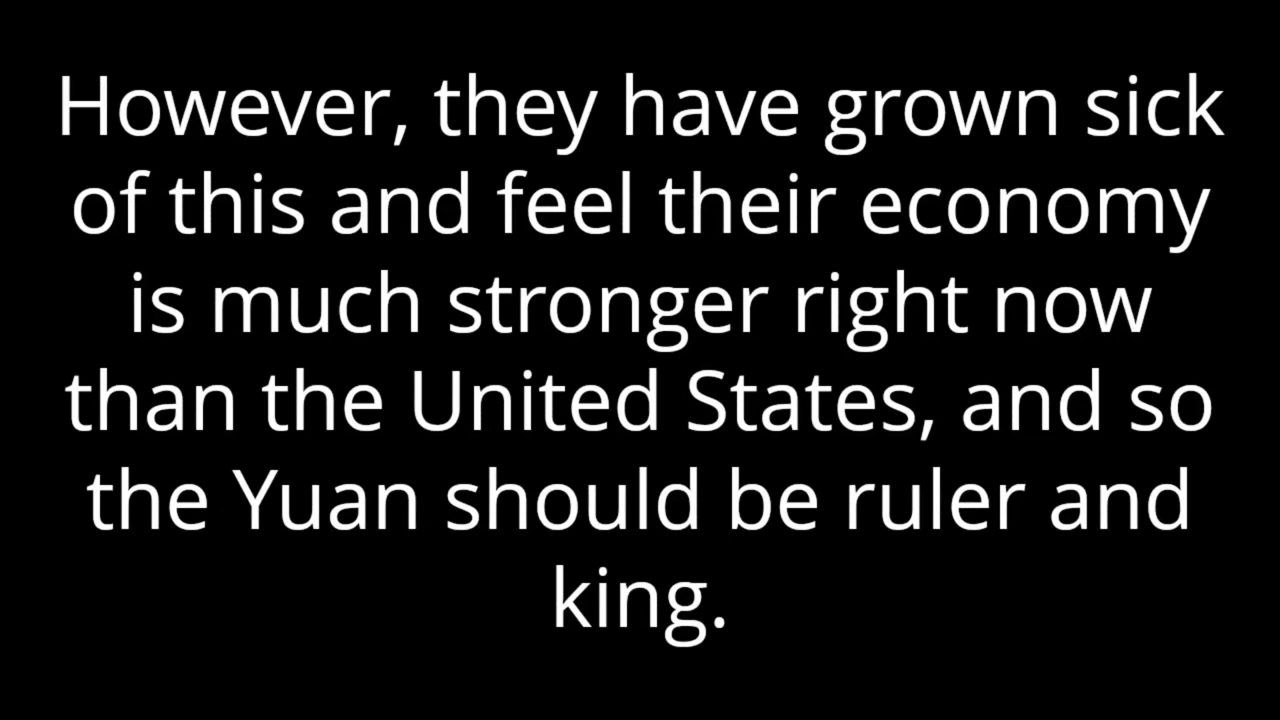 However, they have grown sick
of this and feel their economy
is much stronger right now
than the United States, and so
the Yuan should be ruler and
king.